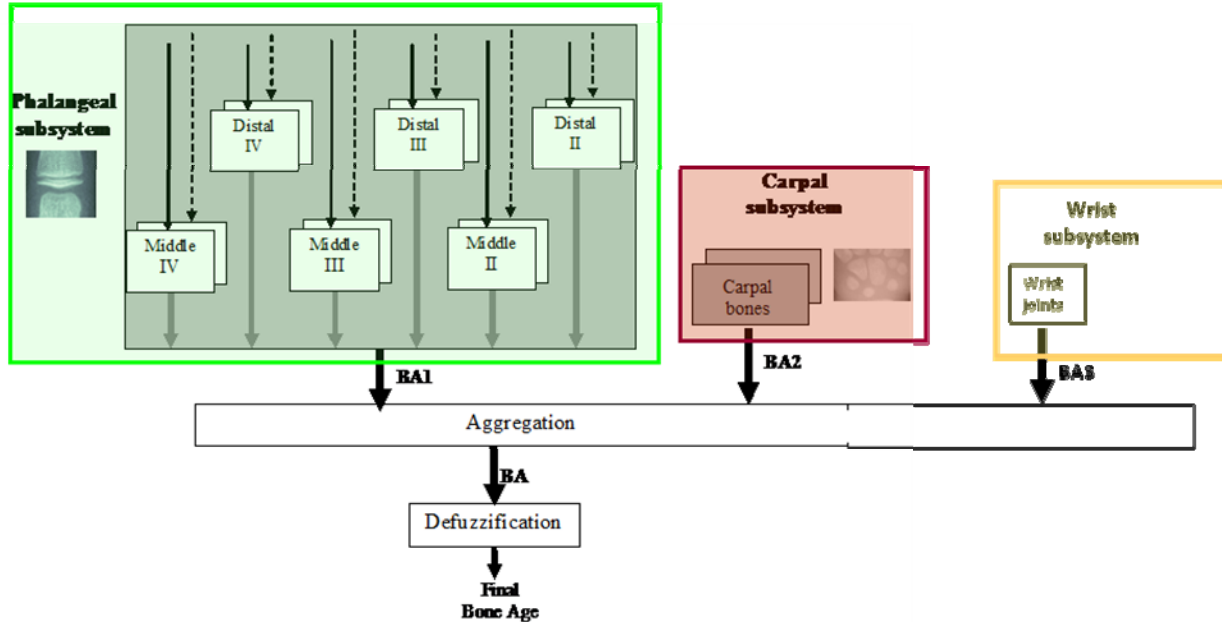 Phalangeal
subsystem
Distal
IV
Distal
III
Distal
II
Middle
IV
Middle
III
Middle
II
Carpal
subsystem
Carpal
bones
Wrist
subsystem
Wrist
joints
BA1
BA2
BA3
Aggregation
BA
Defuzzification
Final
Bone Age